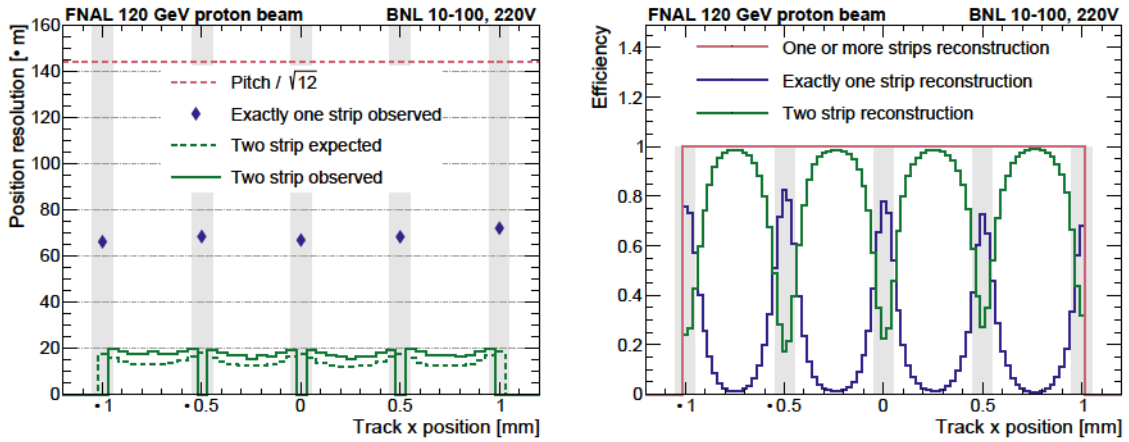 FNAL 120 GeV proton beam BNL 10-100, 220V
Position resolution [• m]
160
140
120
100
80
60
40
20
0
Pitch / √12
Exactly one strip observed
Two strip expected
Two strip observed
•1 •0.5 0 0.5 1
Track x position [mm]
FNAL 120 GeV proton beam BNL 10-100, 220V
Efficiency
1.4
1.2
1
0.8
0.6
0.4
0.2
0
One or more strips reconstruction
Exactly one strip reconstruction
Two strip reconstruction
•1 •0.5 0 0.5 1
Track x position [mm]